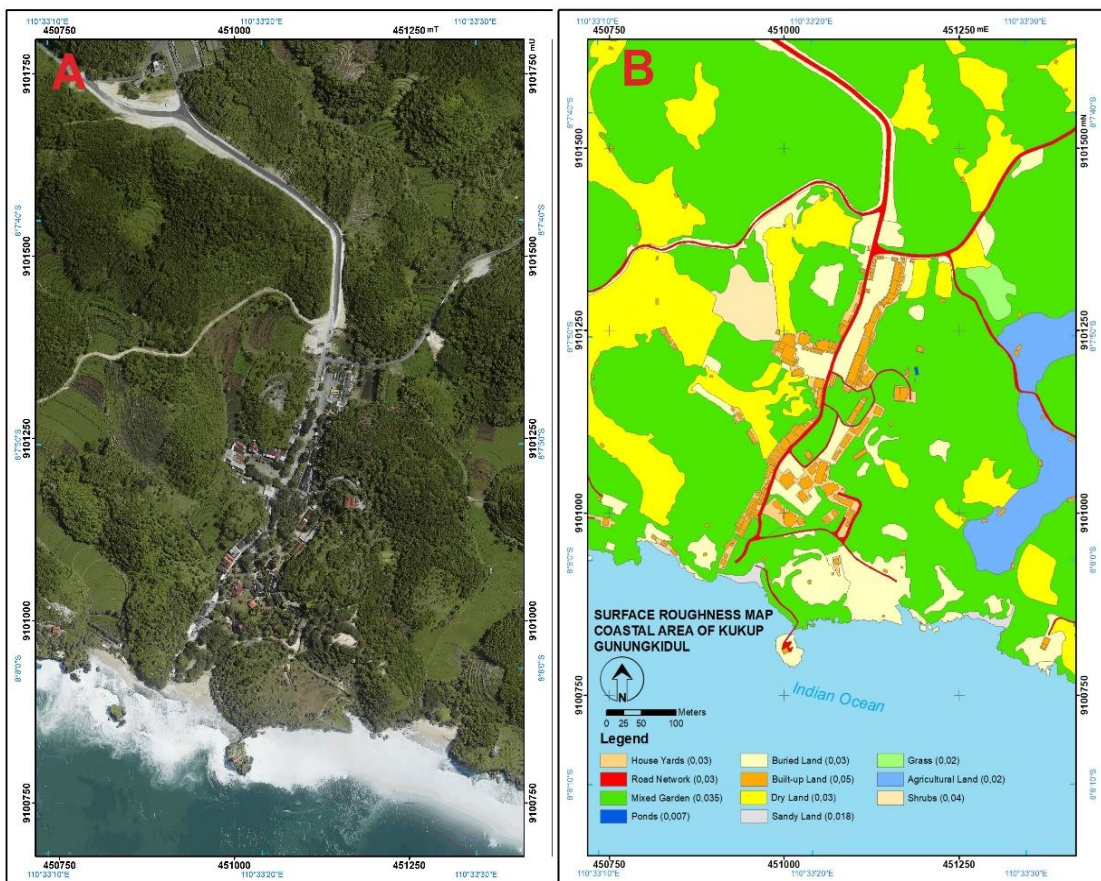 110°33'10"E
110°33'20"E
110°33'30"E
450750
451000
451250
mT
A
9101750
mU
8°7'40"S
8°7'40"S
9101500
9101500
8°7'50"S
8°7'50"S
9101250
9101250
9101000
9101000
8°8'0"S
8°8'0"S
9100750
9100750
450750
451000
451250
110°33'10"E
110°33'20"E
110°33'30"E
110°33'10"E
110°33'20"E
110°33'30"E
450750
451000
451250
mE
B
8°7'40"S
8°7'40"S
9101500
9101500
mN
8°7'50"S
8°7'50"S
9101250
9101250
9101000
9101000
8°8'0"S
8°8'0"S
9100750
9100750
8°8'10"S
8°8'10"S
SURFACE ROUGHNESS MAP
COASTAL AREA OF KUKUP
GUNUNGKIDUL
N
Indian Ocean
0 25 50 100 Meters
Legend
House Yards (0,03)
Road Network (0,03)
Mixed Garden (0,035)
Ponds (0,007)
Buried Land (0,03)
Built-up Land (0,05)
Dry Land (0,03)
Sandy Land (0,018)
Grass (0,02)
Agricultural Land (0,02)
Shrubs (0,04)
450750
451000
451250
110°33'10"E
110°33'20"E
110°33'30"E